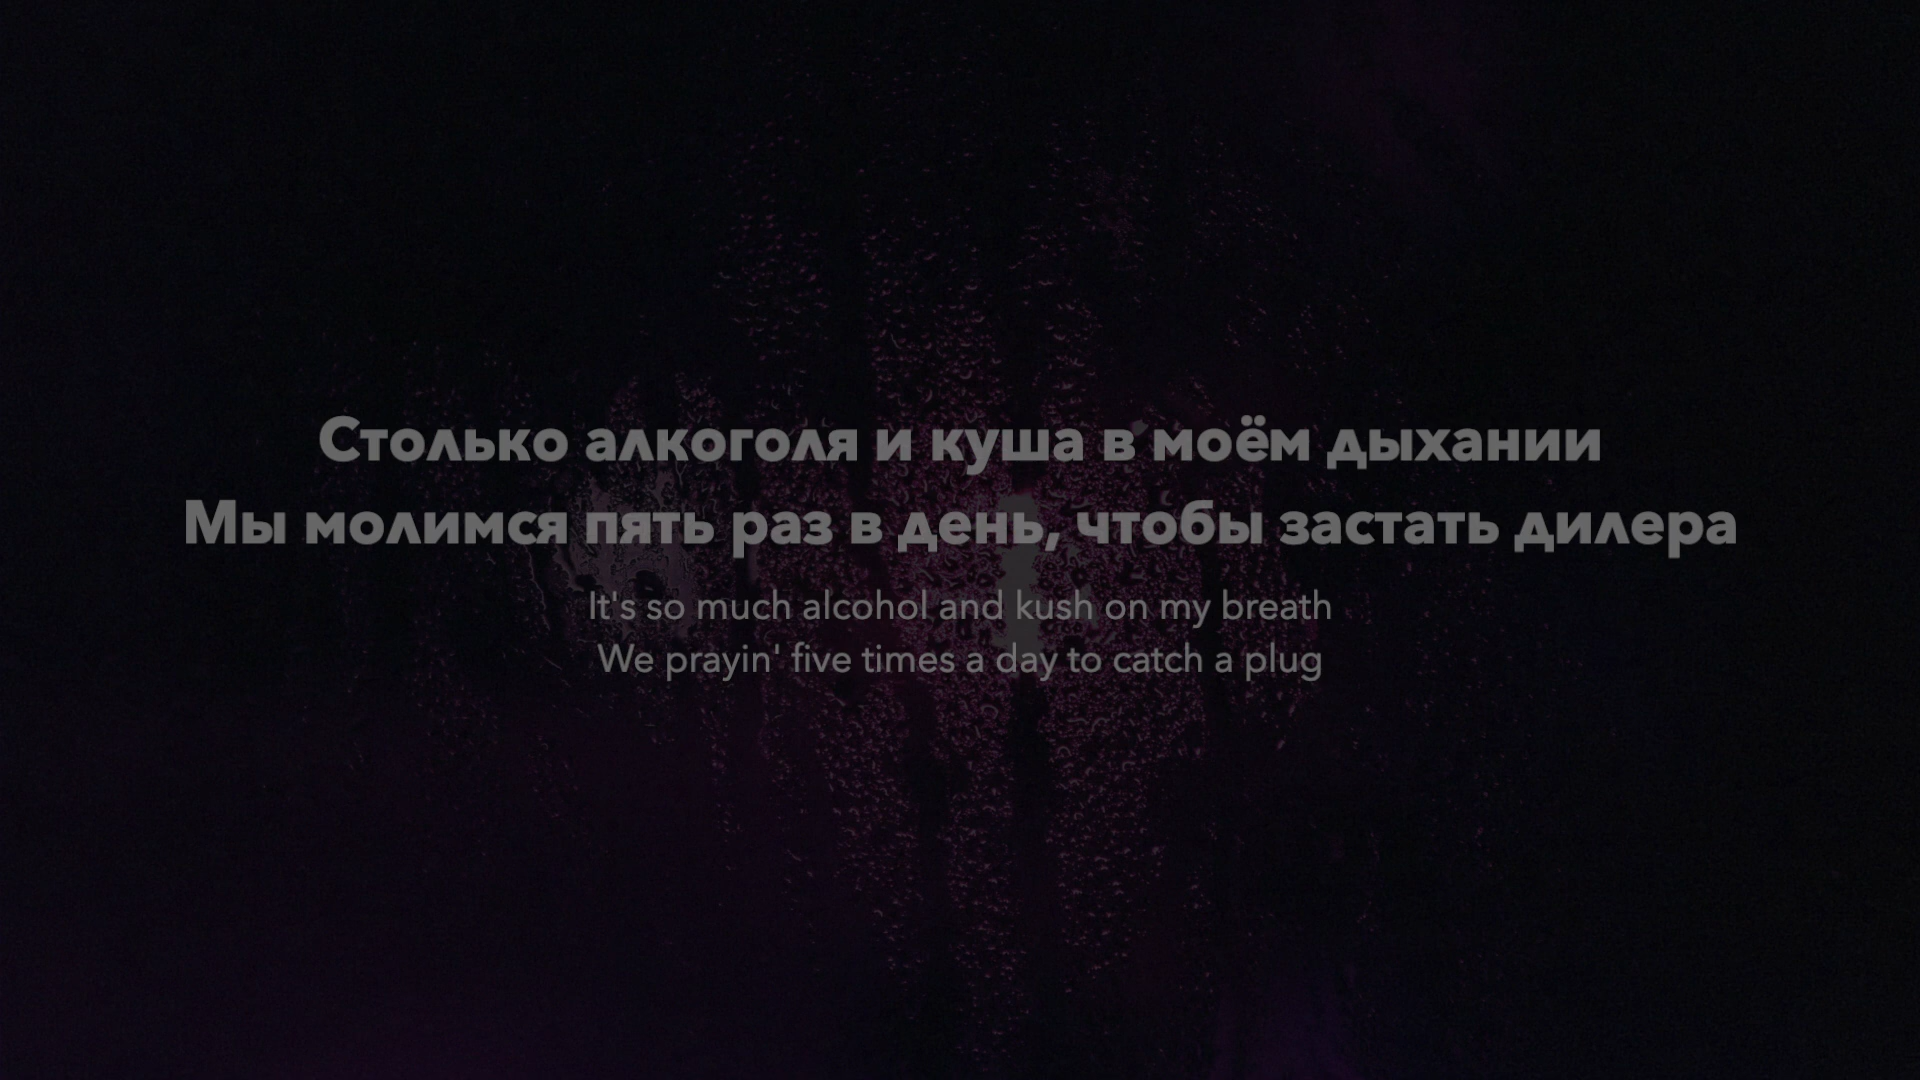 Столько алкоголя и куша в моём дыхании
Мы молимся пять раз в день, чтобы застать дилера
It's so much alcohol and kush on my breath
We prayin' five times a day to catch a plug